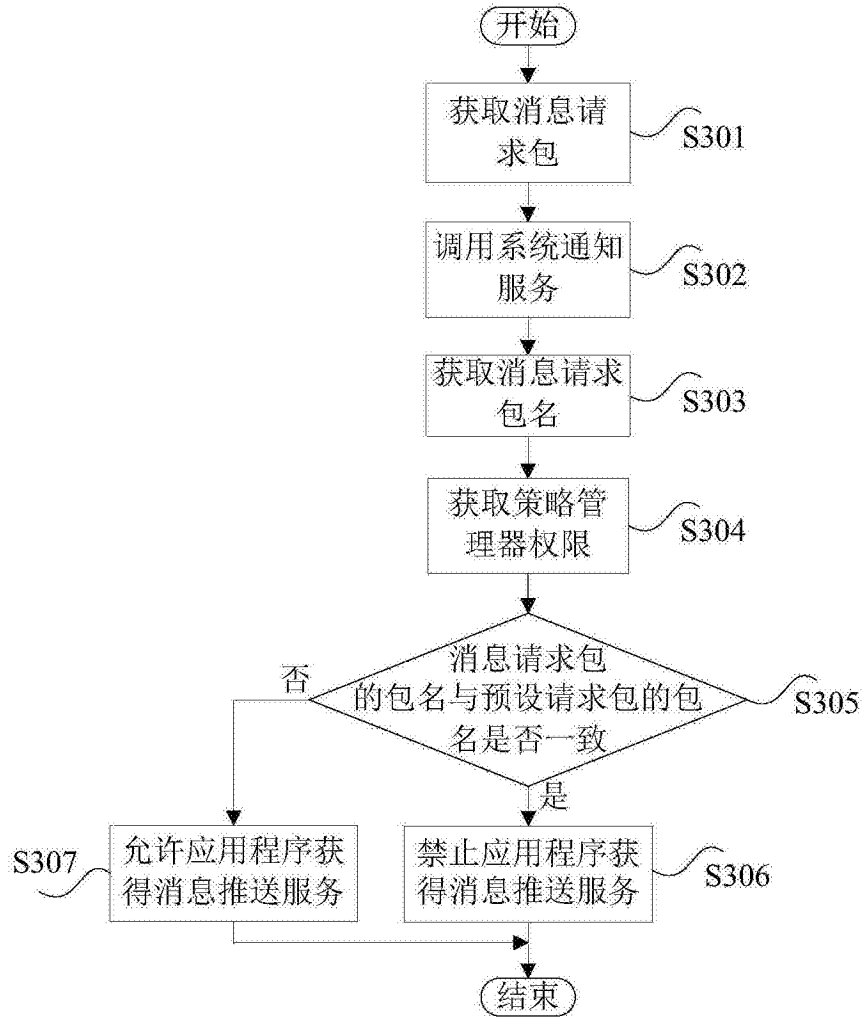 开始
获取消息请
求包
S301
调用系统通知
服务
S302
获取消息请求
包名
S303
获取策略管
理器权限
S304
消息请求包
的包名与预设请求包的包
名是否一致
S305
否
是
S307
允许应用程序获
得消息推送服务
禁止应用程序获
得消息推送服务
S306
结束